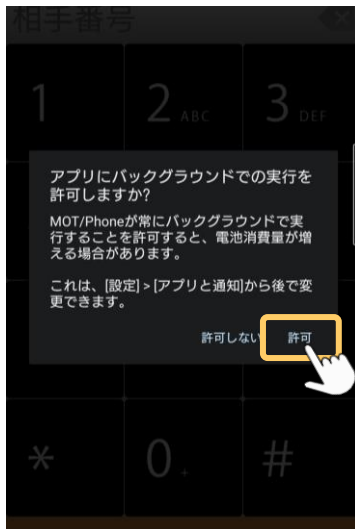 相手番号
1
2 ABC
3 DEF
アプリにバックグラウンドでの実行を
許可しますか?
MOT/Phoneが常にバックグラウンドで実
行することを許可すると、電池消費量が増
える場合があります。
これは、[設定] > [アプリと通知]から後で変
更できます。
許可しない
許可
*
0 +
#